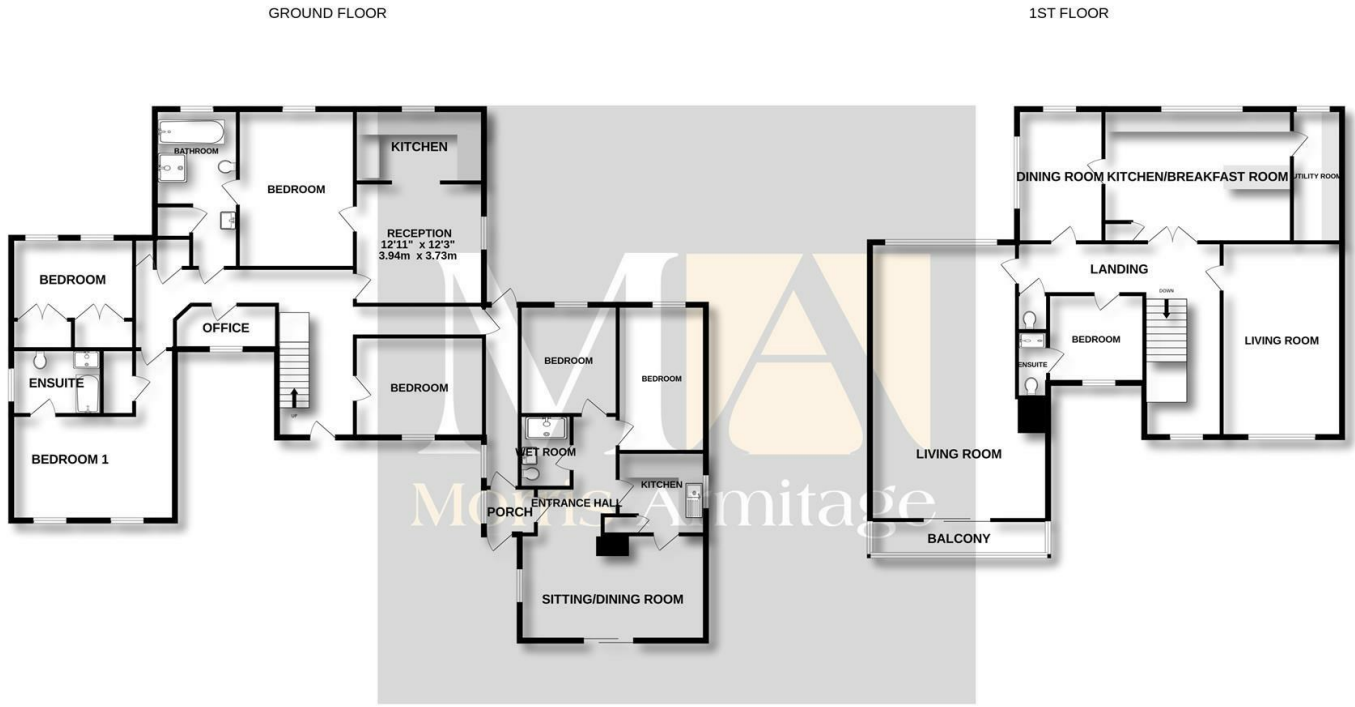 GROUND FLOOR
1ST FLOOR
BATHROOM
BEDROOM
KITCHEN
RECEPTION
12'11" x 12'3"
3.94m x 3.73m
BEDROOM
OFFICE
ENSUITE
BEDROOM 1
UP
BEDROOM
BEDROOM
BEDROOM
WET ROOM
KITCHEN
PORCH
ENTRANCE HALL
SITTING/DINING ROOM
MA
Morris Armitage
DINING ROOM
KITCHEN/BREAKFAST ROOM
UTILITY ROOM
LANDING
DOWN
BEDROOM
ENSUITE
LIVING ROOM
LIVING ROOM
BALCONY